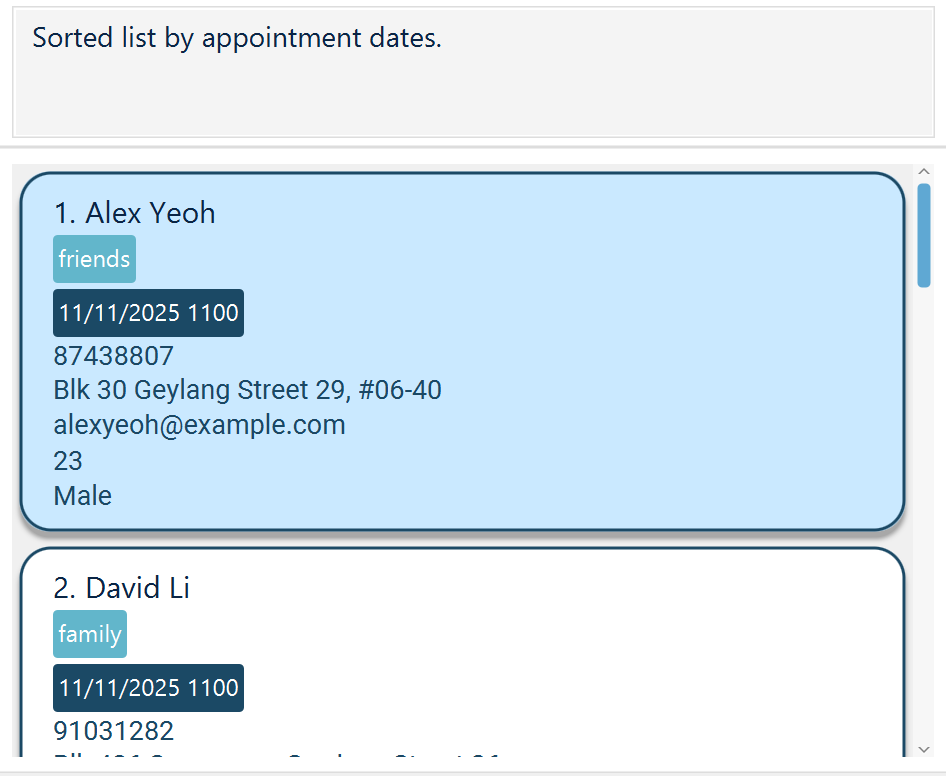 Sorted list by appointment dates.
1. Alex Yeoh
friends
11/11/2025 1100
87438807
Blk 30 Geylang Street 29, #06-40
alexyeoh@example.com
23
Male
2. David Li
family
11/11/2025 1100
91031282